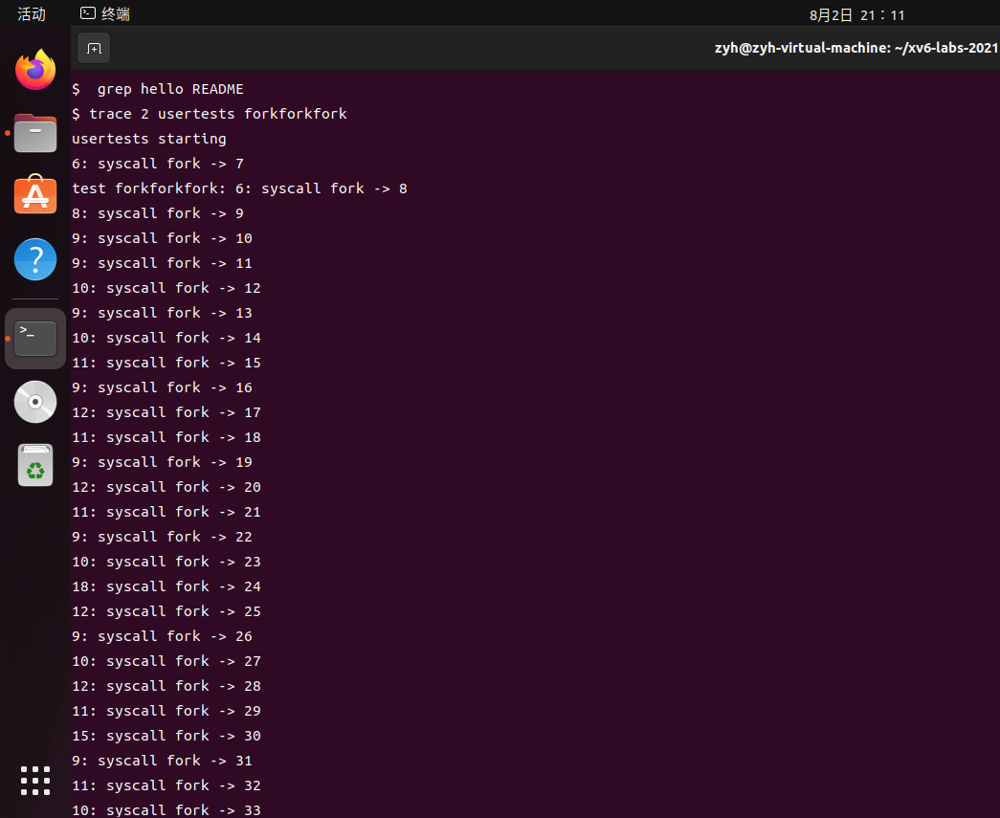 活动 终端 8月2日 21：11
zyh@zyh-virtual-machine: ~/xv6-labs-2021
$  grep hello README
$ trace 2 usertests forkforkfork
usertests starting
6: syscall fork -> 7
test forkforkfork: 6: syscall fork -> 8
8: syscall fork -> 9
9: syscall fork -> 10
9: syscall fork -> 11
10: syscall fork -> 12
9: syscall fork -> 13
10: syscall fork -> 14
11: syscall fork -> 15
9: syscall fork -> 16
12: syscall fork -> 17
11: syscall fork -> 18
9: syscall fork -> 19
12: syscall fork -> 20
11: syscall fork -> 21
9: syscall fork -> 22
10: syscall fork -> 23
18: syscall fork -> 24
12: syscall fork -> 25
9: syscall fork -> 26
10: syscall fork -> 27
12: syscall fork -> 28
11: syscall fork -> 29
15: syscall fork -> 30
9: syscall fork -> 31
11: syscall fork -> 32
10: syscall fork -> 33